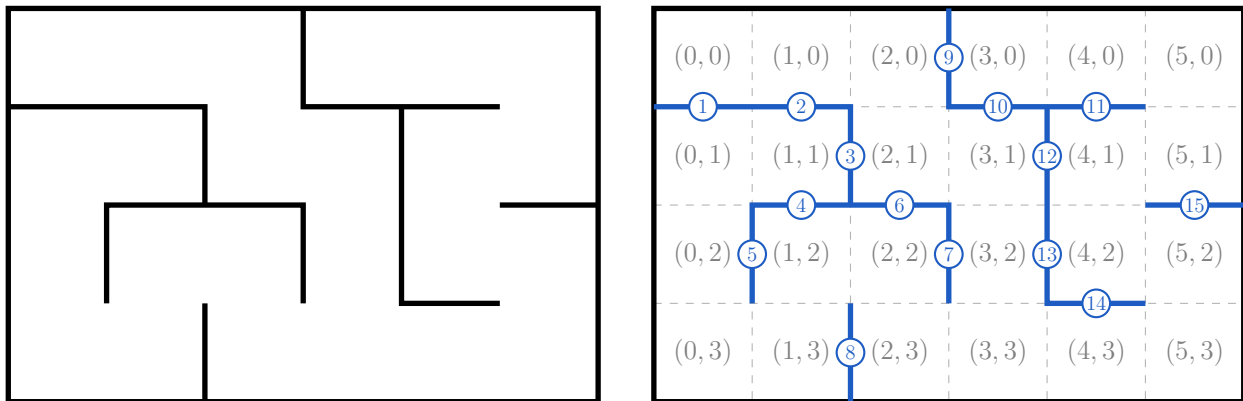 (0, 0) (1, 0) (2, 0) 9 (3, 0) (4, 0) (5, 0)
1 2 10 11
(0, 1) (1, 1) 3 (2, 1) (3, 1) 12 (4, 1) (5, 1)
4 6 15
(0, 2) 5 (1, 2) (2, 2) 7 (3, 2) 13 (4, 2) (5, 2)
14
(0, 3) (1, 3) 8 (2, 3) (3, 3) (4, 3) (5, 3)